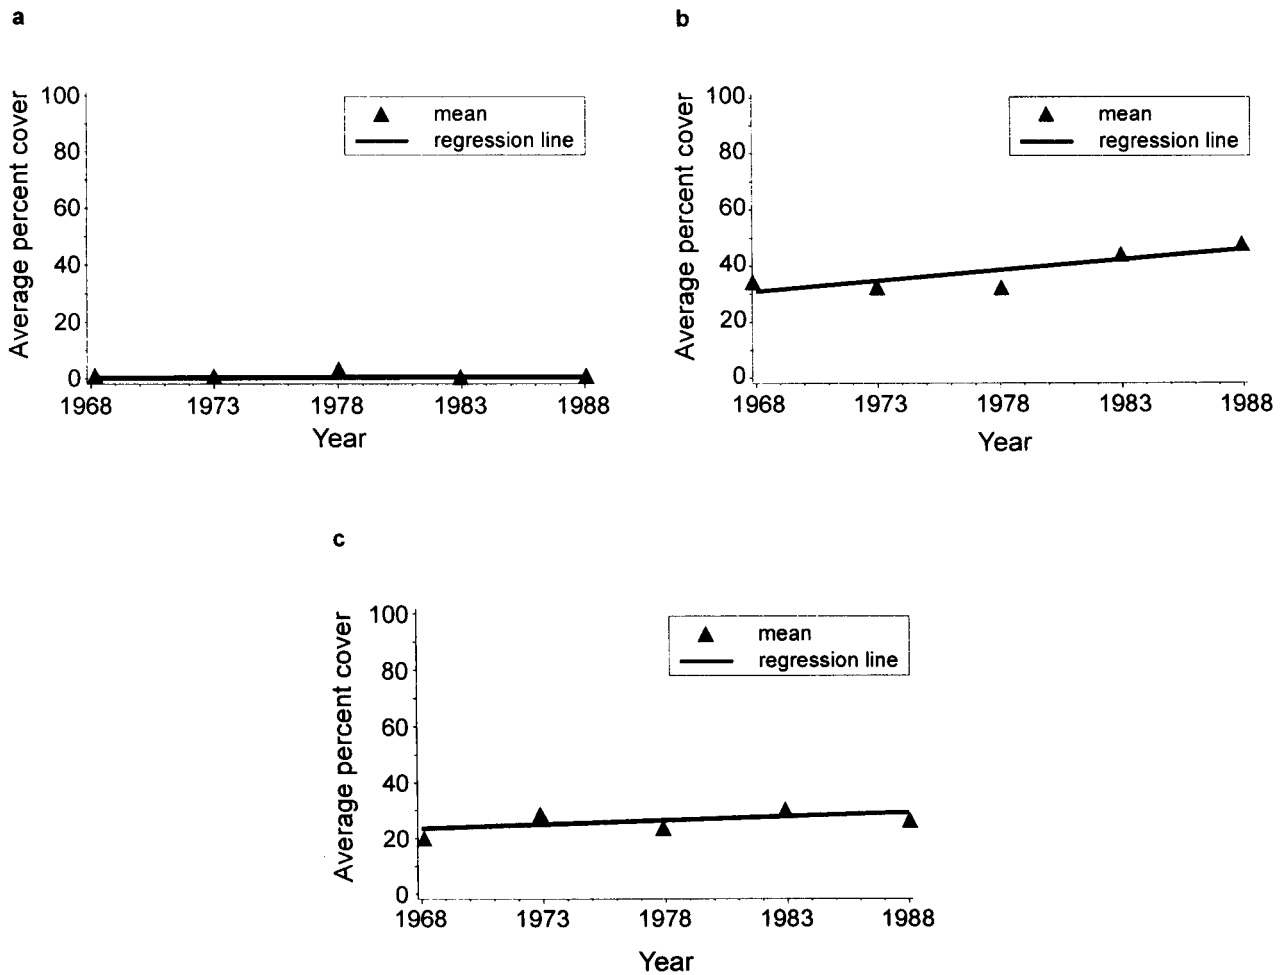 a
Average percent cover
100
80
60
40
20
0
mean
regression line
1968 1973 1978 1983 1988
Year
b
Average percent cover
100
80
60
40
20
0
mean
regression line
1968 1973 1978 1983 1988
Year
c
Average percent cover
100
80
60
40
20
0
mean
regression line
1968 1973 1978 1983 1988
Year